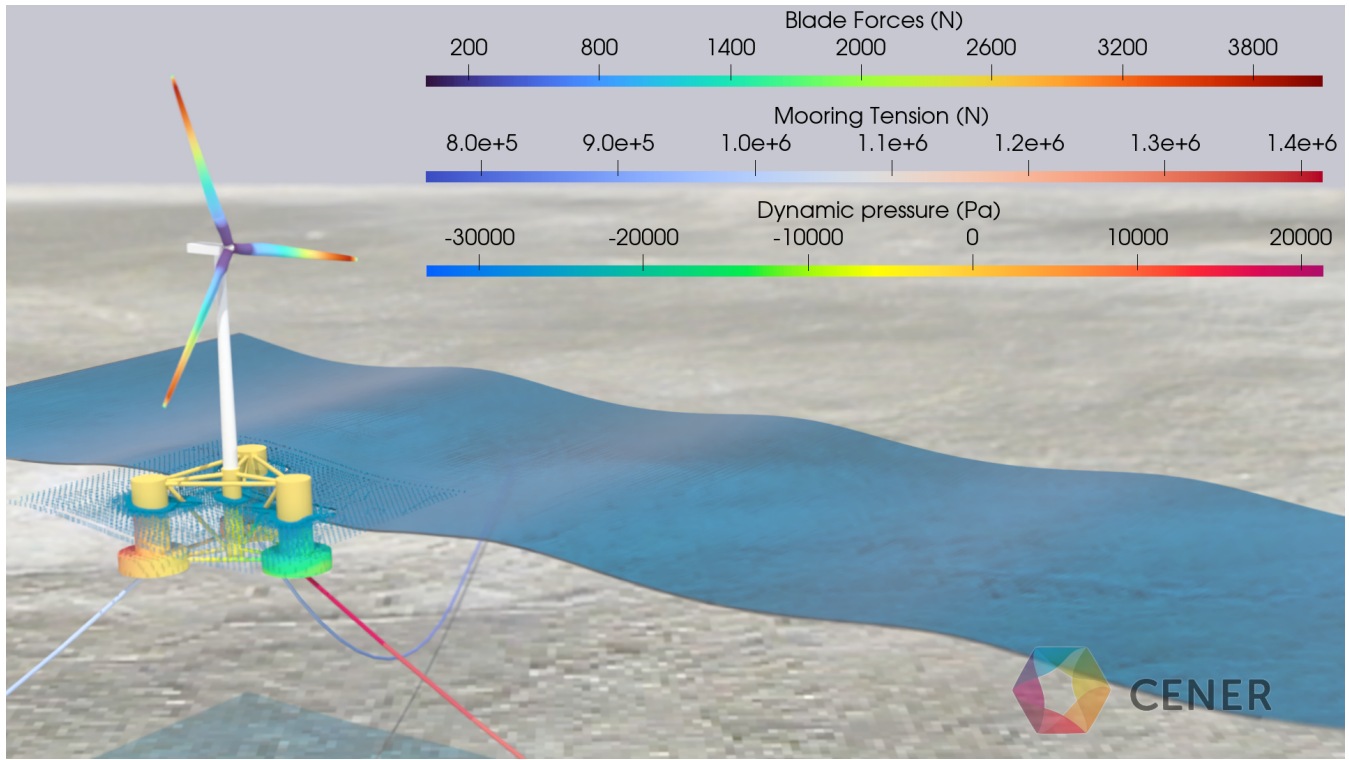 Blade Forces (N)
200 800 1400 2000 2600 3200 3800
Mooring Tension (N)
8.0e+5 9.0e+5 1.0e+6 1.1e+6 1.2e+6 1.3e+6 1.4e+6
Dynamic pressure (Pa)
-30000 -20000 -10000 0 10000 20000
CENER